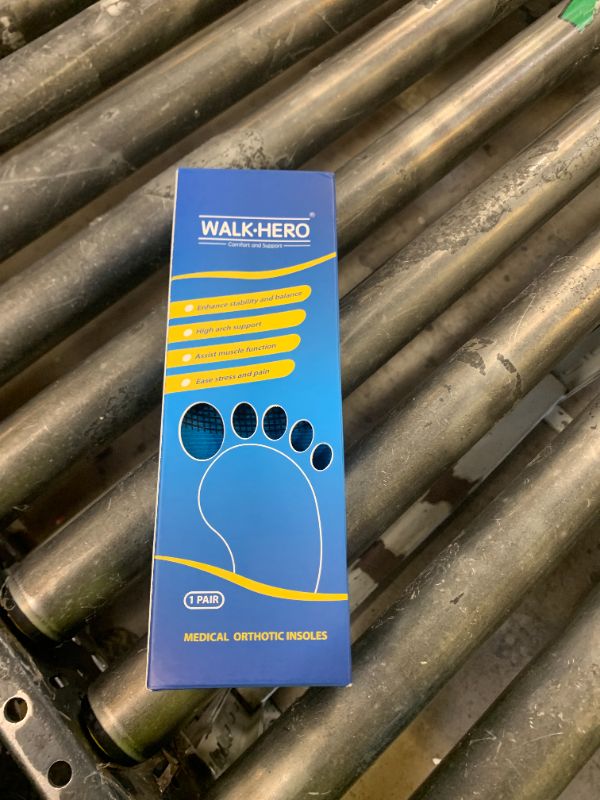 WALK·HERO®
Comfort and Support
Enhance stability and balance
High arch support
Assist muscle function
Ease stress and pain
1 PAIR
MEDICAL ORTHOTIC INSOLES